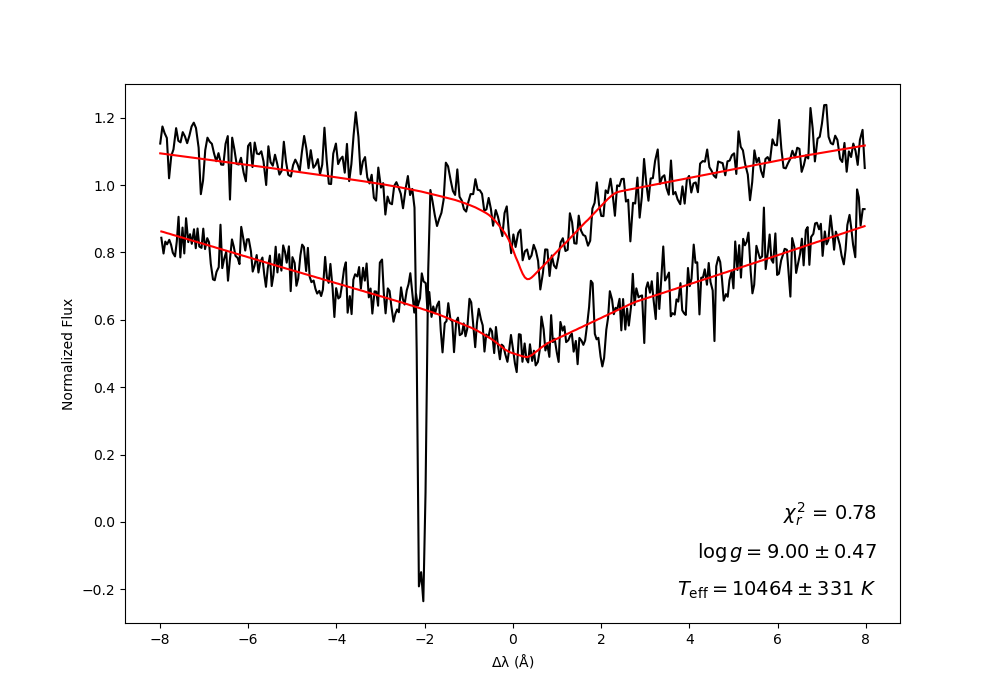 1.2
1.0
0.8
0.6
0.4
0.2
0.0
−0.2
Normalized Flux
χ²ᵣ = 0.78
log g = 9.00 ± 0.47
T_eff = 10464 ± 331 K
−8 −6 −4 −2 0 2 4 6 8
Δλ (Å)